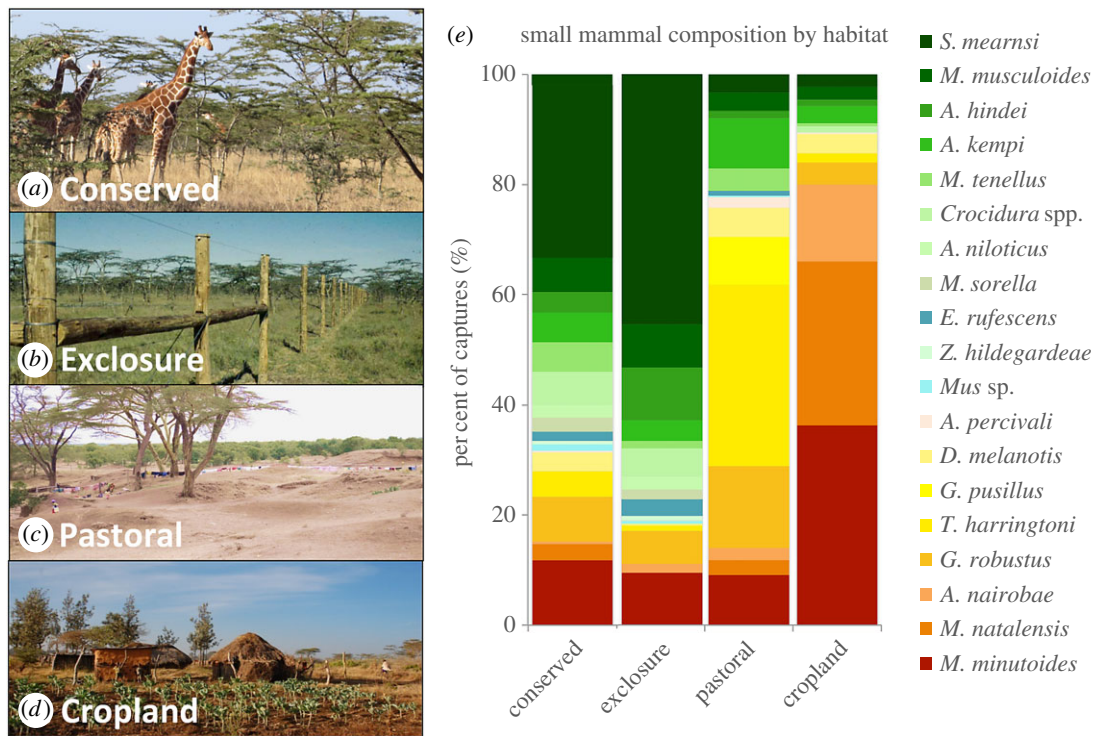 (a) Conserved
(b) Exclosure
(c) Pastoral
(d) Cropland
(e) small mammal composition by habitat
per cent of captures (%)
100
80
60
40
20
0
conserved
exclosure
pastoral
cropland
S. mearnsi
M. musculoides
A. hindei
A. kempi
M. tenellus
Crocidura spp.
A. niloticus
M. sorella
E. rufescens
Z. hildegardeae
Mus sp.
A. percivali
D. melanotis
G. pusillus
T. harringtoni
G. robustus
A. nairobae
M. natalensis
M. minutoides